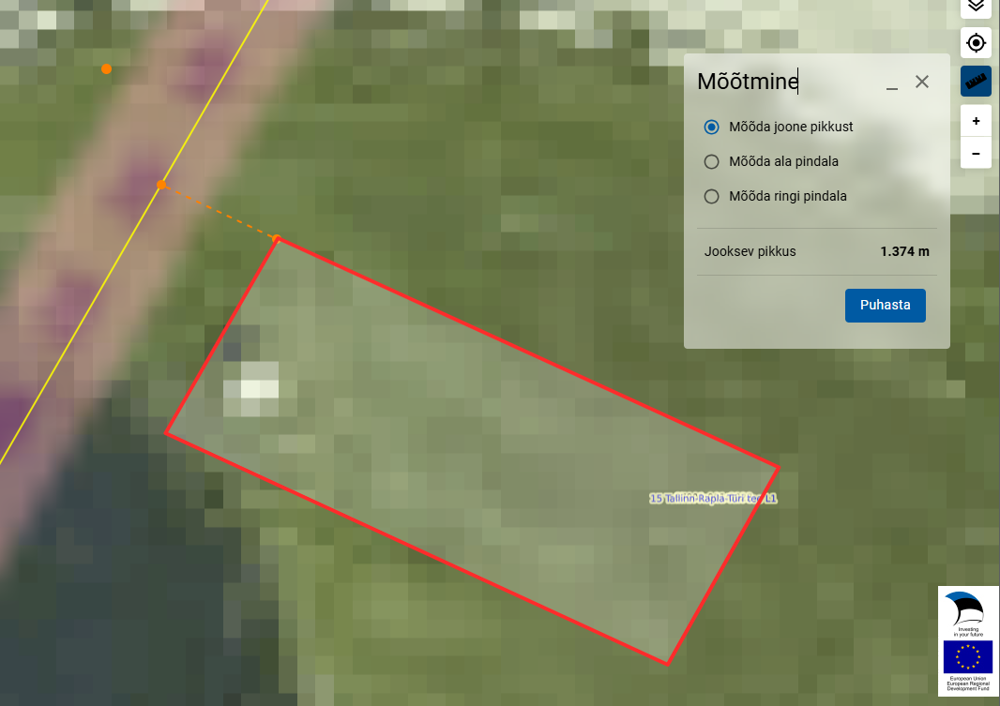 Mõõtmine
Mõõda joone pikkust
Mõõda ala pindala
Mõõda ringi pindala
Jooksev pikkus 1.374 m
Puhasta
+
−
15 Tallinn-Rapla-Türi tee L1
Investing
in your future
European Union
European Regional
Development Fund